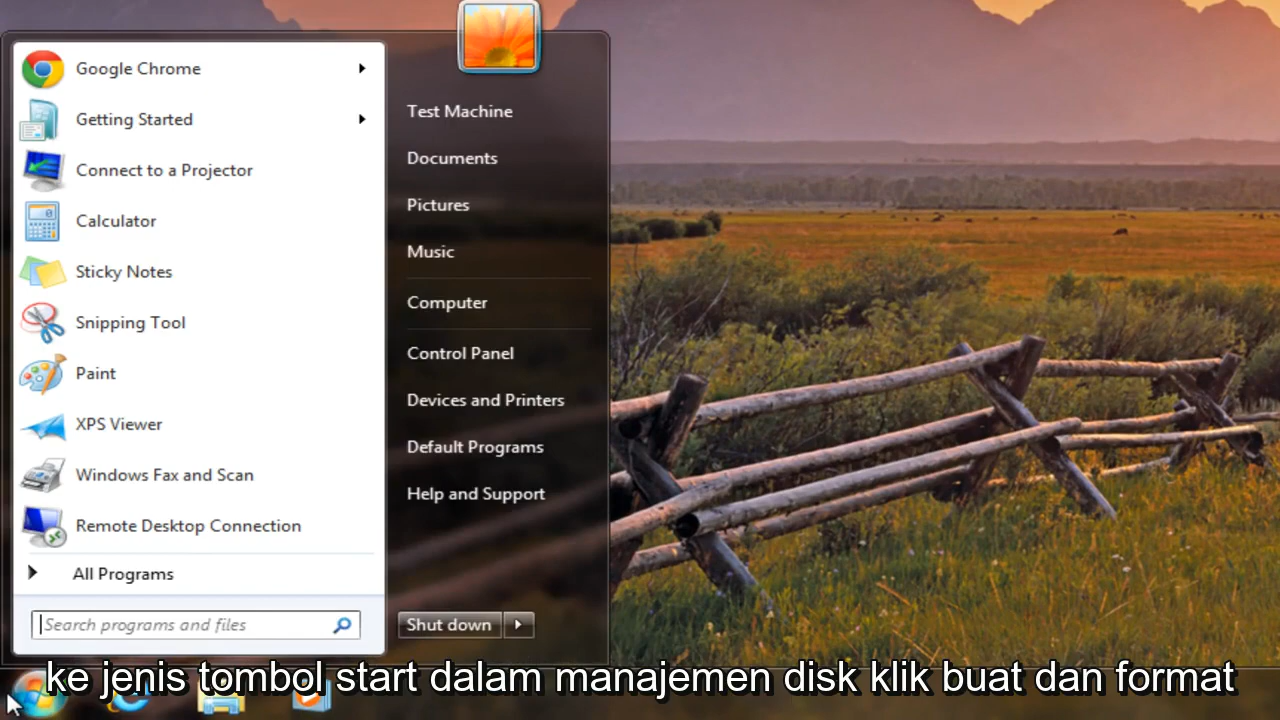 Google Chrome
Getting Started
Connect to a Projector
Calculator
Sticky Notes
Snipping Tool
Paint
XPS Viewer
Windows Fax and Scan
Remote Desktop Connection
All Programs
Search programs and files
Test Machine
Documents
Pictures
Music
Computer
Control Panel
Devices and Printers
Default Programs
Help and Support
Shut down
ke jenis tombol start dalam manajemen disk klik buat dan format